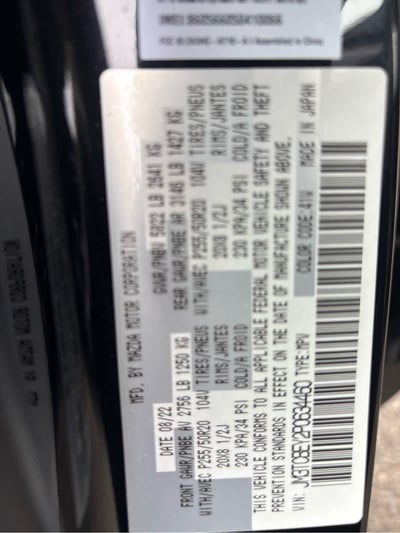 MFD. BY MAZDA MOTOR CORPORATION
DATE 08/22
GVWR/PNBV 5822 LB 2641 KG
FRONT GAWR/PNBE AV 2756 LB 1250 KG
REAR GAWR/PNBE AR 3146 LB 1427 KG
WITH/AVEC P255/50R20 104V TIRES/PNEUS
WITH/AVEC P255/50R20 104V TIRES/PNEUS
20X8 1/2J RIMS/JANTES
20X8 1/2J RIMS/JANTES
230 KPA/34 PSI COLD/A FROID
230 KPA/34 PSI COLD/A FROID
THIS VEHICLE CONFORMS TO ALL APPLICABLE FEDERAL MOTOR VEHICLE SAFETY AND THEFT
PREVENTION STANDARDS IN EFFECT ON THE DATE OF MANUFACTURE SHOWN ABOVE.
VIN: JM3TCBEY2P0634460 TYPE:MPV
COLOR CODE:41W MADE IN JAPAN